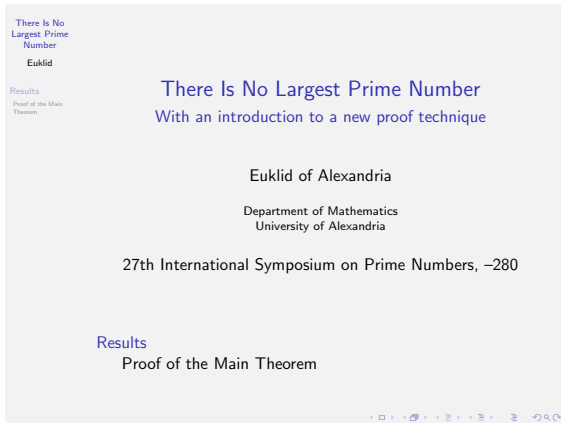 There Is No
Largest Prime
Number
Euklid
Results
Proof of the Main
Theorem
There Is No Largest Prime Number
With an introduction to a new proof technique
Euklid of Alexandria
Department of Mathematics
University of Alexandria
27th International Symposium on Prime Numbers, –280
Results
Proof of the Main Theorem